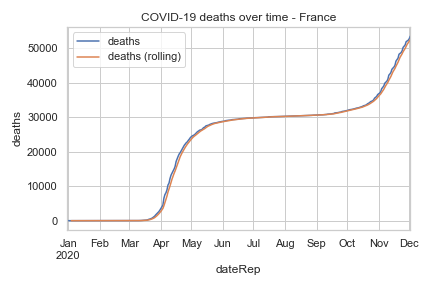 COVID-19 deaths over time - France
deaths
deaths (rolling)
deaths
50000
40000
30000
20000
10000
0
Jan Feb Mar Apr May Jun Jul Aug Sep Oct Nov Dec
2020
dateRep